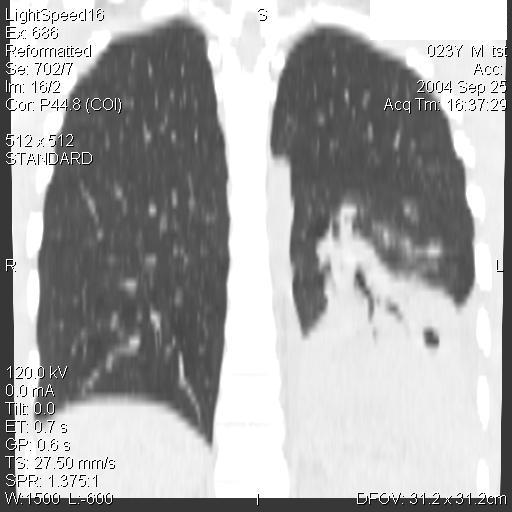 LightSpeed16
Ex: 686
Reformatted
Se: 702/7
Im: 16/2
Cor: P44.8 (COI)
512 x 512
STANDARD
S
023Y M tst
Acc:
2004 Sep 25
Acq Tm: 16:37:29
R
L
120.0 kV
0.0 mA
Tilt: 0.0
ET: 0.7 s
GP: 0.6 s
TS: 27.50 mm/s
SPR: 1.375:1
W:1500 L:-600
I
DFOV: 31.2 x 31.2cm